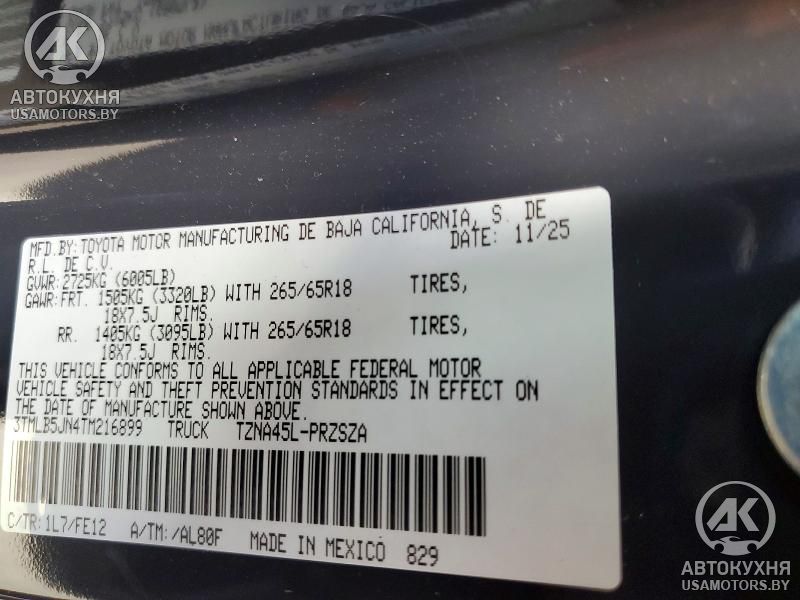 AK
АВТОКУХНЯ
USAMOTORS.BY
MFD.BY:TOYOTA MOTOR MANUFACTURING DE BAJA CALIFORNIA, S. DE
R.L. DE C.V. DATE: 11/25
GVWR:2725KG (6005LB)
GAWR:FRT. 1505KG (3320LB) WITH 265/65R18 TIRES,
18X7.5J RIMS.
RR. 1405KG (3095LB) WITH 265/65R18 TIRES,
18X7.5J RIMS.
THIS VEHICLE CONFORMS TO ALL APPLICABLE FEDERAL MOTOR
VEHICLE SAFETY AND THEFT PREVENTION STANDARDS IN EFFECT ON
THE DATE OF MANUFACTURE SHOWN ABOVE.
3TMLB5JN4TM216899 TRUCK TZNA45L-PRZSZA
C/TR:1L7/FE12 A/TM:/AL80F MADE IN MEXICO 829
AK
АВТОКУХНЯ
USAMOTORS.BY